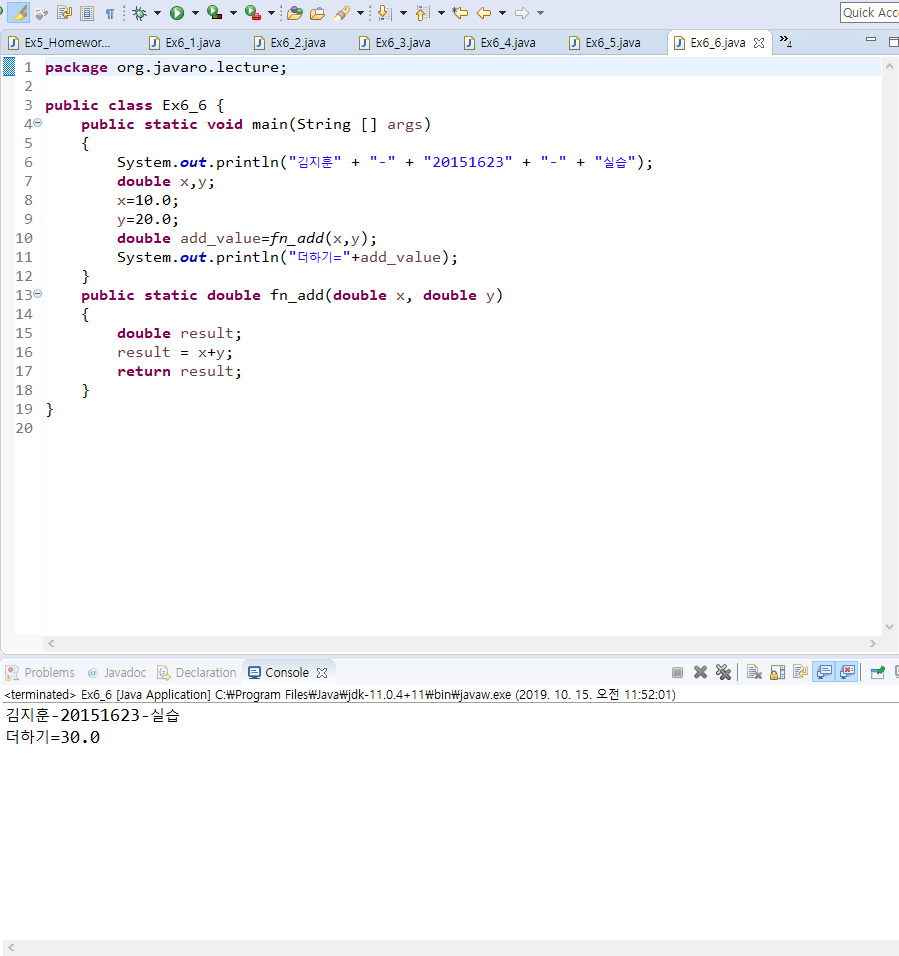 Quick Acc
Ex5_Homewor... Ex6_1.java Ex6_2.java Ex6_3.java Ex6_4.java Ex6_5.java Ex6_6.java »4
1 package org.javaro.lecture;
2
3 public class Ex6_6 {
4 public static void main(String [] args)
5 {
6 System.out.println("김지훈" + "-" + "20151623" + "-" + "실습");
7 double x,y;
8 x=10.0;
9 y=20.0;
10 double add_value=fn_add(x,y);
11 System.out.println("더하기="+add_value);
12 }
13 public static double fn_add(double x, double y)
14 {
15 double result;
16 result = x+y;
17 return result;
18 }
19 }
20
Problems @ Javadoc Declaration Console
<terminated> Ex6_6 [Java Application] C:₩Program Files₩Java₩jdk-11.0.4+11₩bin₩javaw.exe (2019. 10. 15. 오전 11:52:01)
김지훈-20151623-실습
더하기=30.0